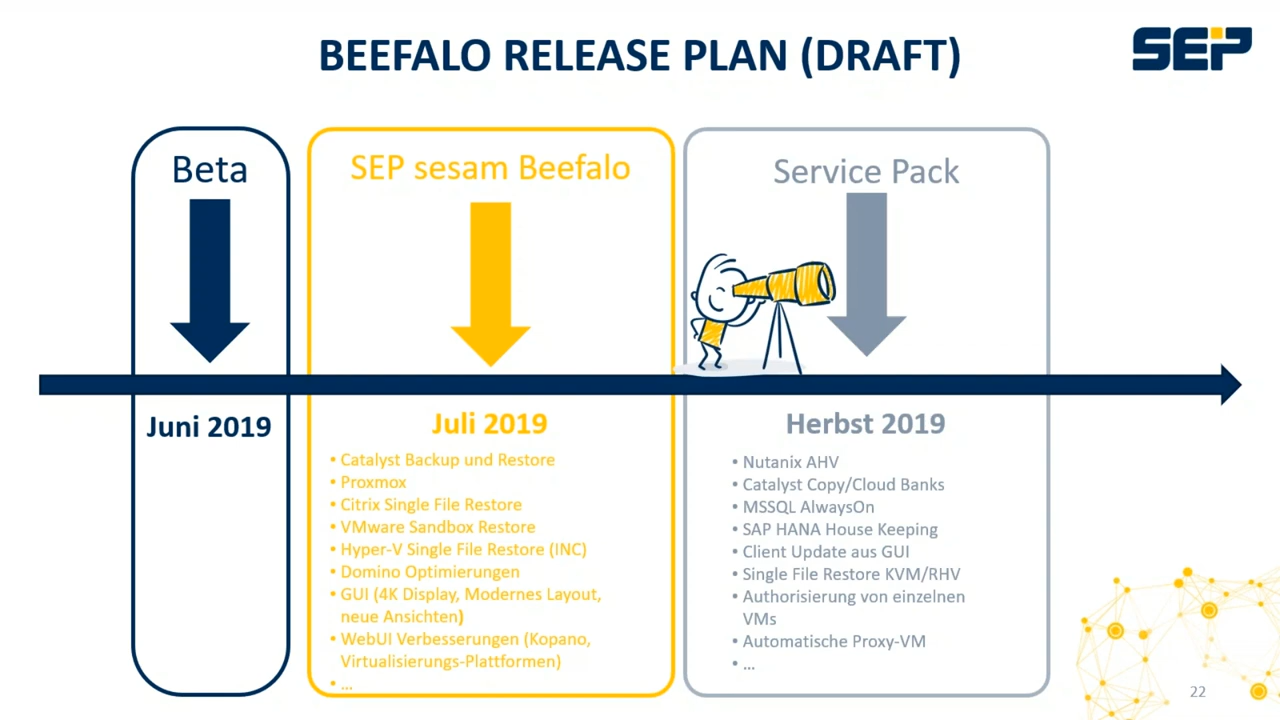 BEEFALO RELEASE PLAN (DRAFT)
SEP
Beta
Juni 2019
SEP sesam Beefalo
Juli 2019
• Catalyst Backup und Restore
• Proxmox
• Citrix Single File Restore
• VMware Sandbox Restore
• Hyper-V Single File Restore (INC)
• Domino Optimierungen
• GUI (4K Display, Modernes Layout,
neue Ansichten)
• WebUI Verbesserungen (Kopano,
Virtualisierungs-Plattformen)
• ...
Service Pack
Herbst 2019
• Nutanix AHV
• Catalyst Copy/Cloud Banks
• MSSQL AlwaysOn
• SAP HANA House Keeping
• Client Update aus GUI
• Single File Restore KVM/RHV
• Authorisierung von einzelnen
VMs
• Automatische Proxy-VM
• ...
22